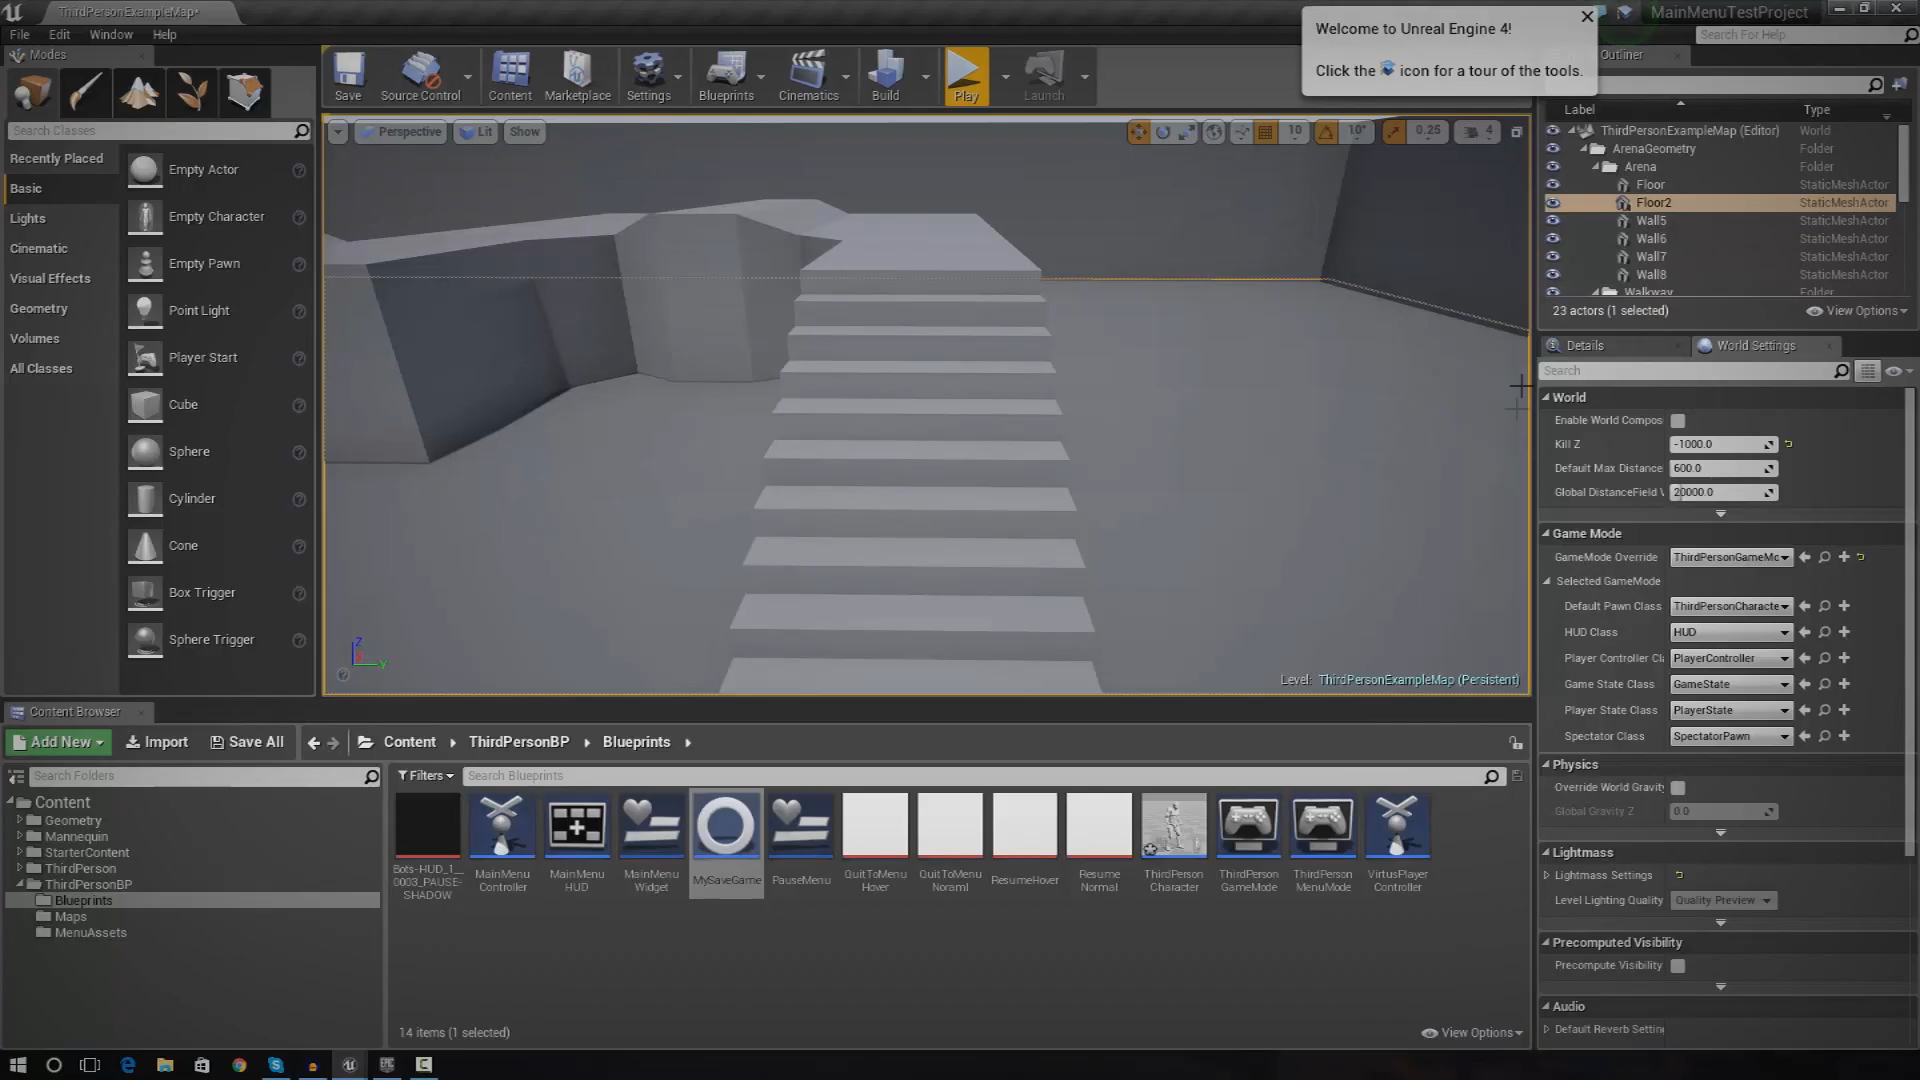 ThirdPersonExampleMap*
MainMenuTestProject
File Edit Window Help
Search For Help
Welcome to Unreal Engine 4!
Click the icon for a tour of the tools.
Modes
Search Classes
Recently Placed
Basic
Lights
Cinematic
Visual Effects
Geometry
Volumes
All Classes
Empty Actor
Empty Character
Empty Pawn
Point Light
Player Start
Cube
Sphere
Cylinder
Cone
Box Trigger
Sphere Trigger
Save Source Control Content Marketplace Settings Blueprints Cinematics Build Play Launch
Perspective Lit Show
10 10° 0.25 4
Level: ThirdPersonExampleMap (Persistent)
Outliner
Label Type
ThirdPersonExampleMap (Editor) World
ArenaGeometry Folder
Arena Folder
Floor StaticMeshActor
Floor2 StaticMeshActor
Wall5 StaticMeshActor
Wall6 StaticMeshActor
Wall7 StaticMeshActor
Wall8 StaticMeshActor
Walkway Folder
23 actors (1 selected) View Options
Details World Settings
Search
World
Enable World Compos
Kill Z -1000.0
Default Max Distance 600.0
Global DistanceField V 20000.0
Game Mode
GameMode Override ThirdPersonGameMc
Selected GameMode
Default Pawn Class ThirdPersonCharacte
HUD Class HUD
Player Controller Cl PlayerController
Game State Class GameState
Player State Class PlayerState
Spectator Class SpectatorPawn
Physics
Override World Gravity
Global Gravity Z 0.0
Lightmass
Lightmass Settings
Level Lighting Quality Quality Preview
Precomputed Visibility
Precompute Visibility
Audio
Default Reverb Settin
Content Browser
Add New Import Save All Content ThirdPersonBP Blueprints
Search Folders
Filters Search Blueprints
Content
Geometry
Mannequin
StarterContent
ThirdPerson
ThirdPersonBP
Blueprints
Maps
MenuAssets
Bots-HUD_1__
0003_PAUSE-
SHADOW
MainMenu
Controller
MainMenu
HUD
MainMenu
Widget
MySaveGame
PauseMenu
QuitToMenu
Hover
QuitToMenu
Noraml
ResumeHover
Resume
Normal
ThirdPerson
Character
ThirdPerson
GameMode
ThirdPerson
MenuMode
VirtusPlayer
Controller
14 items (1 selected) View Options